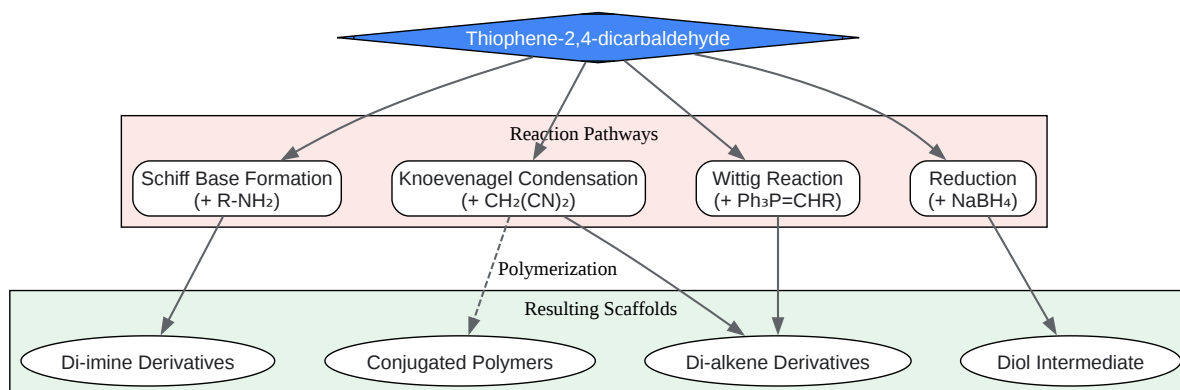 Thiophene-2,4-dicarbaldehyde
Reaction Pathways
Schiff Base Formation
(+ R-NH₂)
Knoevenagel Condensation
(+ CH₂(CN)₂)
Wittig Reaction
(+ Ph₃P=CHR)
Reduction
(+ NaBH₄)
Polymerization
Resulting Scaffolds
Di-imine Derivatives
Conjugated Polymers
Di-alkene Derivatives
Diol Intermediate